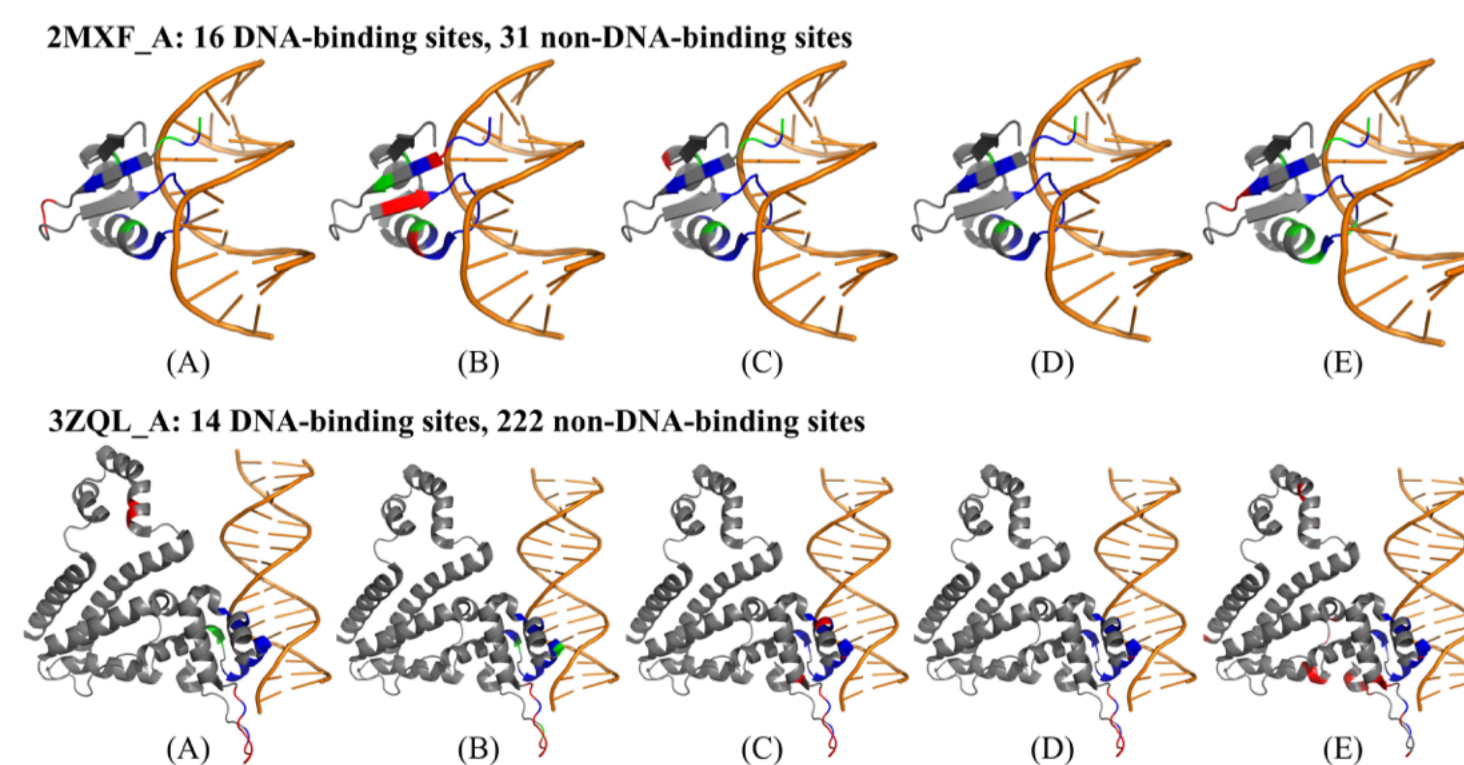 2MXF_A: 16 DNA-binding sites, 31 non-DNA-binding sites
(A) (B) (C) (D) (E)
3ZQL_A: 14 DNA-binding sites, 222 non-DNA-binding sites
(A) (B) (C) (D) (E)